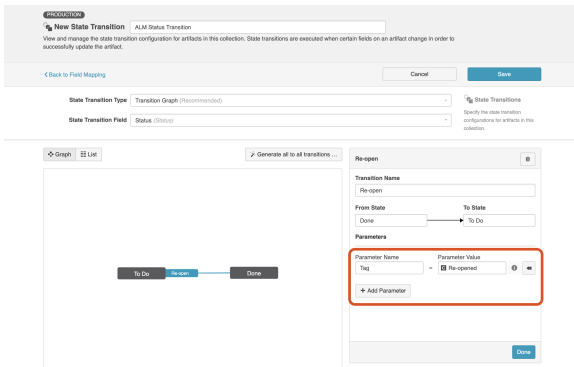 PRODUCTION
New State Transition ALM Status Transition
View and manage the state transition configuration for artifacts in this collection. State transitions are executed when certain fields on an artifact change in order to
successfully update the artifact.
Back to Field Mapping Cancel Save
State Transition Type Transition Graph (Recommended) State Transitions
Specify the state transition
State Transition Field Status (Status) configurations for artifacts in this
collection.
Graph List Generate all to all transitions ... Re-open
Transition Name
Re-open
From State To State
Done To Do
Parameters
Parameter Name Parameter Value
Tag = C Re-opened
To Do Re-open Done
+ Add Parameter
Done